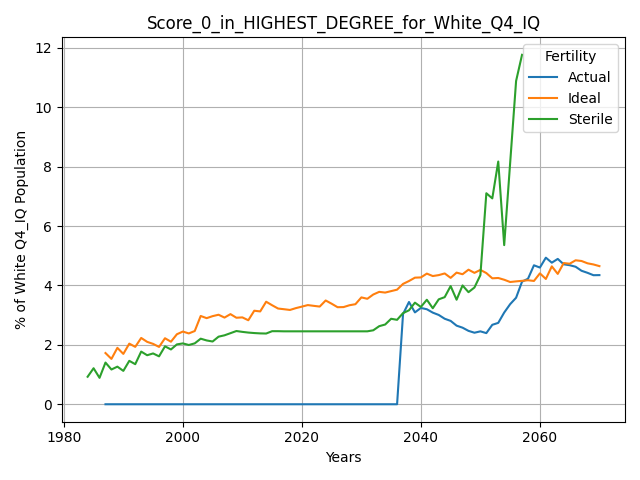 Score_0_in_HIGHEST_DEGREE_for_White_Q4_IQ
% of White Q4_IQ Population
12
10
8
6
4
2
0
1980 2000 2020 2040 2060
Years
Fertility
Actual
Ideal
Sterile